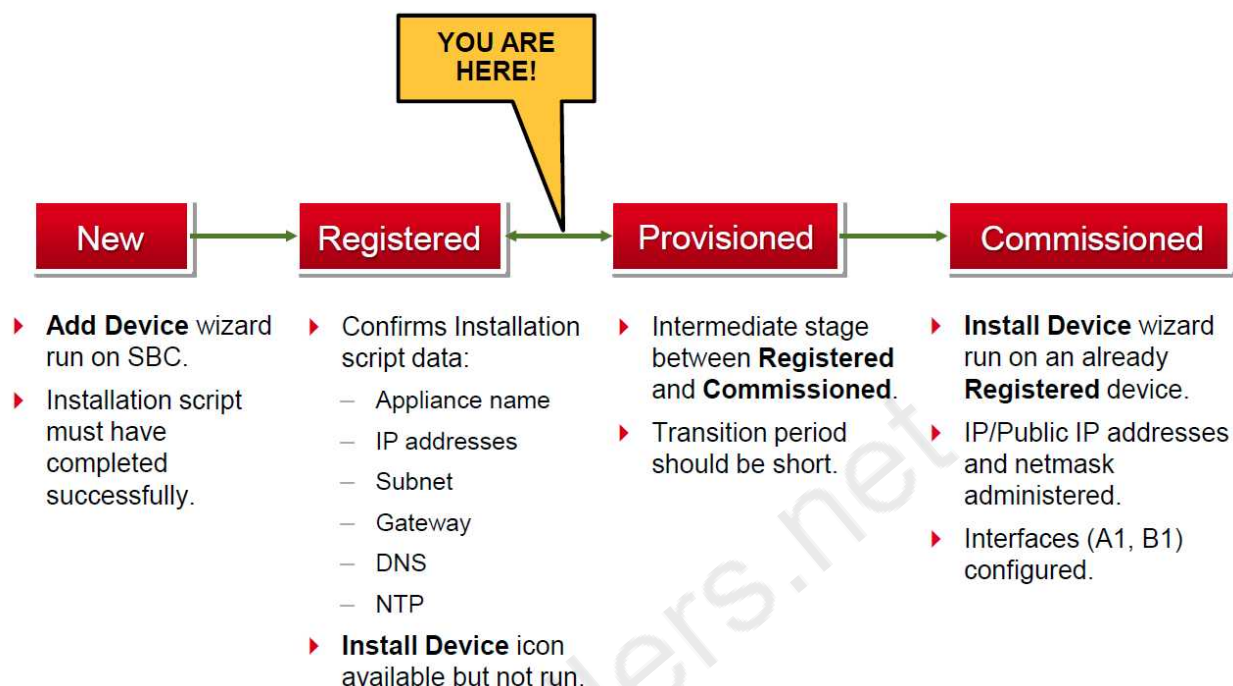 YOU ARE
HERE!
New
Registered
Provisioned
Commissioned
Add Device wizard
run on SBC.
Installation script
must have
completed
successfully.
Confirms Installation
script data:
– Appliance name
– IP addresses
– Subnet
– Gateway
– DNS
– NTP
Install Device icon
available but not run.
Intermediate stage
between Registered
and Commissioned.
Transition period
should be short.
Install Device wizard
run on an already
Registered device.
IP/Public IP addresses
and netmask
administered.
Interfaces (A1, B1)
configured.
ders.net